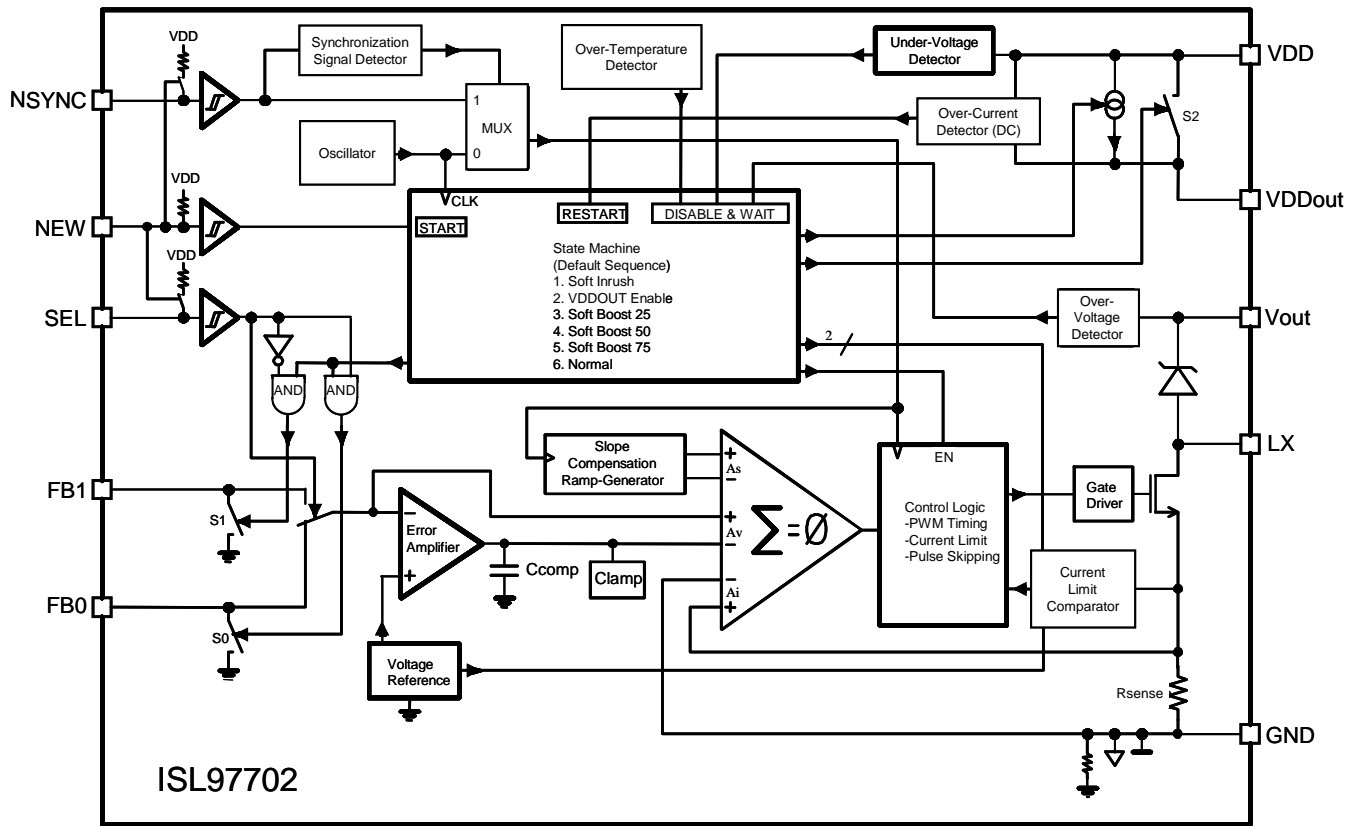 VDD
NSYNC
Synchronization
Signal Detector
Over-Temperature
Detector
Under-Voltage
Detector
VDD
1
MUX
0
Oscillator
Over-Current
Detector (DC)
S2
VDD
NEW
CLK
START
RESTART
DISABLE & WAIT
VDDout
VDD
SEL
State Machine
(Default Sequence)
1. Soft Inrush
2. VDDOUT Enable
3. Soft Boost 25
4. Soft Boost 50
5. Soft Boost 75
6. Normal
2
Over-
Voltage
Detector
Vout
AND
AND
Slope
Compensation
Ramp-Generator
+
As
−
EN
LX
FB1
S1
−
Error
Amplifier
+
+
Av
−
∑=Ø
−
Ai
+
Control Logic
-PWM Timing
-Current Limit
-Pulse Skipping
Gate
Driver
Ccomp
Clamp
Current
Limit
Comparator
FB0
S0
Voltage
Reference
Rsense
GND
ISL97702